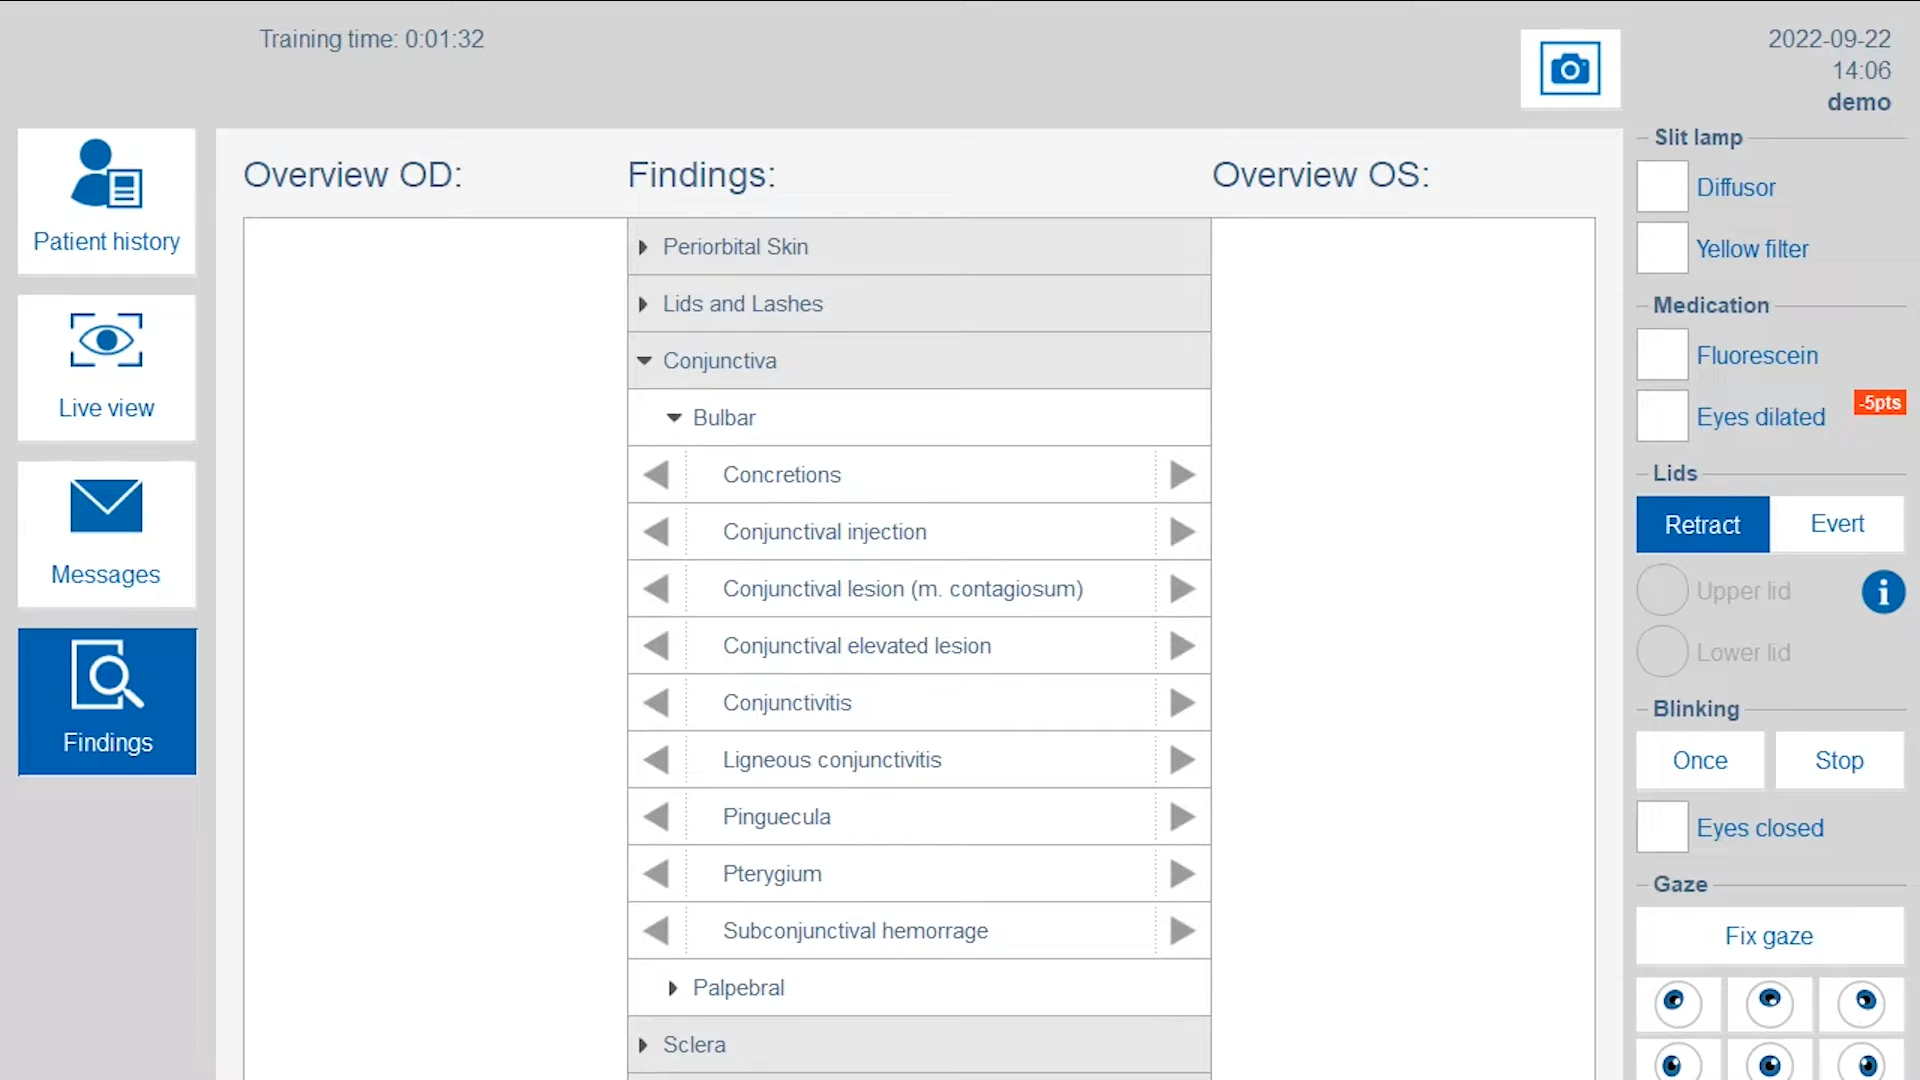 Training time: 0:01:32
2022-09-22
14:06
demo
Patient history
Live view
Messages
Findings
Overview OD:
Findings:
Overview OS:
Periorbital Skin
Lids and Lashes
Conjunctiva
Bulbar
Concretions
Conjunctival injection
Conjunctival lesion (m. contagiosum)
Conjunctival elevated lesion
Conjunctivitis
Ligneous conjunctivitis
Pinguecula
Pterygium
Subconjunctival hemorrage
Palpebral
Sclera
Slit lamp
Diffusor
Yellow filter
Medication
Fluorescein
Eyes dilated
-5pts
Lids
Retract
Evert
Upper lid
i
Lower lid
Blinking
Once
Stop
Eyes closed
Gaze
Fix gaze